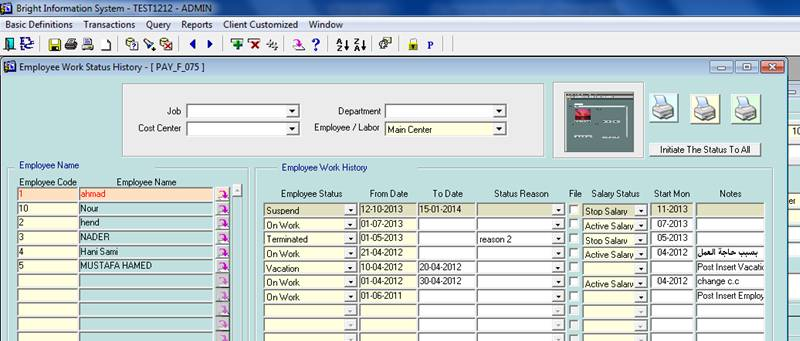 Bright Information System - TEST1212 - ADMIN
Basic Definitions Transactions Query Reports Client Customized Window
Employee Work Status History - [ PAY_F_075 ]
Job Department
Cost Center Employee / Labor Main Center
Initiate The Status To All
Employee Name
Employee Code Employee Name
1 ahmad
10 Nour
2 hend
3 NADER
4 Hani Sami
5 MUSTAFA HAMED
Employee Work History
Employee Status From Date To Date Status Reason File Salary Status Start Mon Notes
Suspend 12-10-2013 15-01-2014 Stop Salary 11-2013
On Work 01-07-2013 Active Salary 07-2013
Terminated 01-05-2013 reason 2 Stop Salary 05-2013
On Work 21-04-2012 Active Salary 04-2012 بسبب حاجة العمل
Vacation 10-04-2012 20-04-2012 Post Insert Vacatio
On Work 01-04-2012 30-04-2012 Active Salary 04-2012 change c.c
On Work 01-06-2011 Post Insert Employ